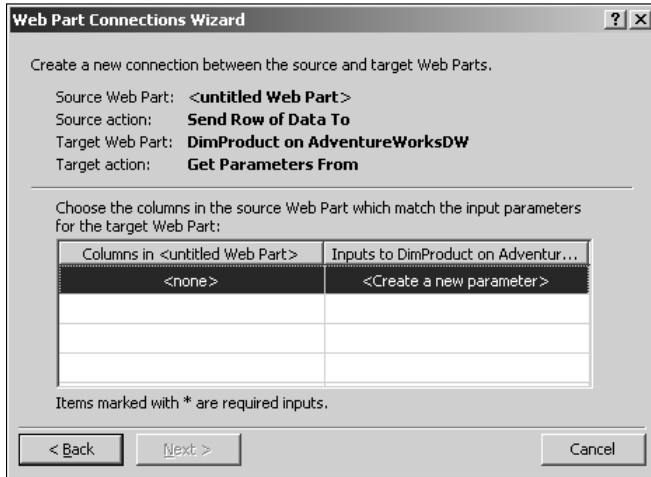 Web Part Connections Wizard
Create a new connection between the source and target Web Parts.
Source Web Part: <untitled Web Part>
Source action: Send Row of Data To
Target Web Part: DimProduct on AdventureWorksDW
Target action: Get Parameters From
Choose the columns in the source Web Part which match the input parameters
for the target Web Part:
Columns in <untitled Web Part> Inputs to DimProduct on Adventur...
<none> <Create a new parameter>
Items marked with * are required inputs.
< Back Next > Cancel